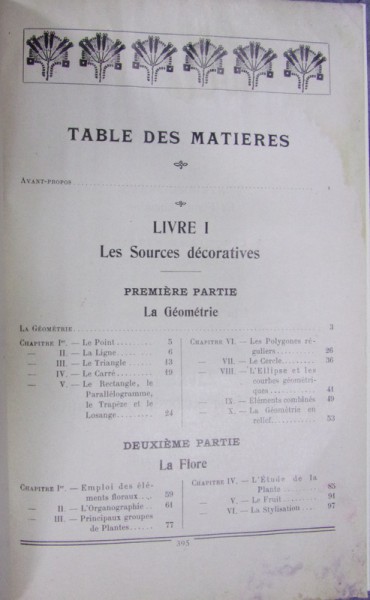 TABLE DES MATIERES
AVANT-PROPOS
LIVRE I
Les Sources décoratives
PREMIÈRE PARTIE
La Géométrie
LA GÉOMÉTRIE 3
CHAPITRE Iᵉʳ. — Le Point 5
— II. — La Ligne 6
— III. — Le Triangle 13
— IV. — Le Carré 19
— V. — Le Rectangle, le
Parallélogramme,
le Trapèze et le
Losange 24
CHAPITRE VI. — Les Polygones ré-
guliers 26
— VII. — Le Cercle 36
— VIII. — L'Ellipse et les
courbes géométri-
ques 41
— IX. — Eléments combinés 49
— X. — La Géométrie en
relief 53
DEUXIÈME PARTIE
La Flore
CHAPITRE Iᵉʳ. — Emploi des élé-
ments floraux 59
— II. — L'Organographie 61
— III. — Principaux groupes
de Plantes 77
CHAPITRE IV. — L'Étude de la
Plante 85
— V. — Le Fruit 94
— VI. — La Stylisation 97